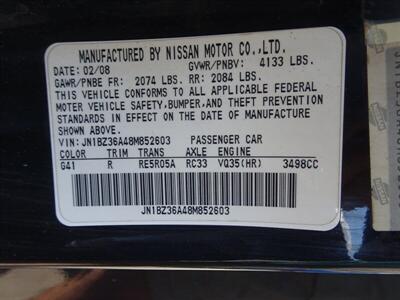 MANUFACTURED BY NISSAN MOTOR CO.,LTD.
DATE: 02/08 GVWR/PNBV: 4133 LBS.
GAWR/PNBE FR: 2074 LBS. RR: 2084 LBS.
THIS VEHICLE CONFORMS TO ALL APPLICABLE FEDERAL
MOTOR VEHICLE SAFETY, BUMPER, AND THEFT PREVENTION
STANDARDS IN EFFECT ON THE DATE OF MANUFACTURE
SHOWN ABOVE.
VIN: JN1BZ36A48M852603 PASSENGER CAR
COLOR TRIM TRANS AXLE ENGINE
G41 R RE5R05A RC33 VQ35(HR) 3498CC
JN1BZ36A48M852603